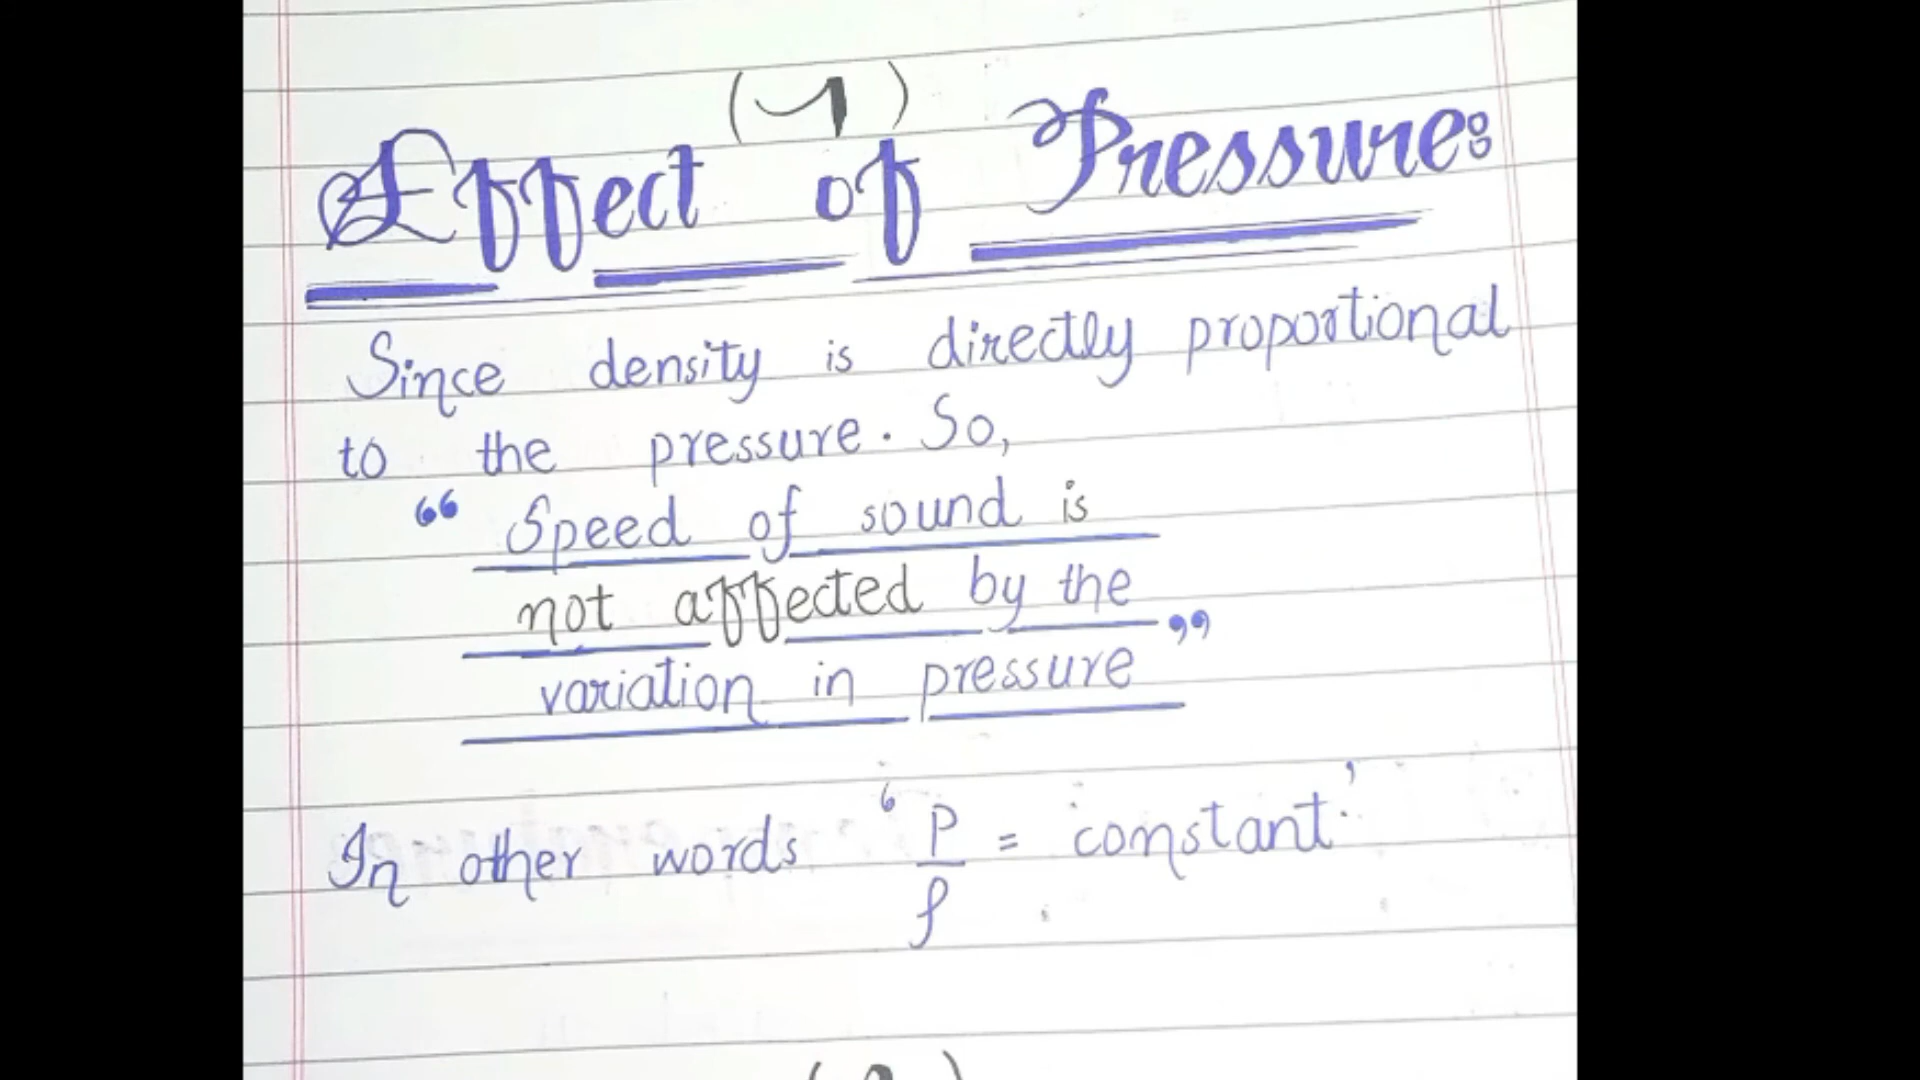 (1)
Effect of Pressure:
Since density is directly proportional
to the pressure. So,
“ Speed of sound is
not affected by the
variation in pressure ”
In other words ‘ P/ρ = constant.’